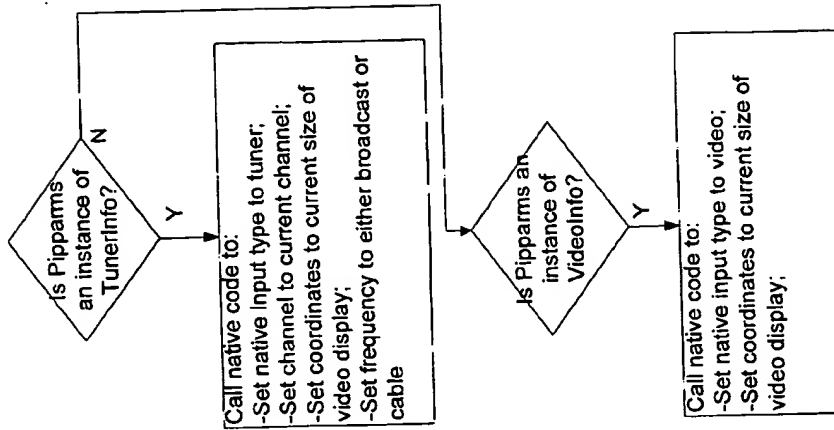 Is Pipparms
an instance of
TunerInfo?
N
Y
Call native code to:
-Set native Input type to tuner;
-Set channel to current channel;
-Set coordinates to current size of
video display;
-Set frequency to either broadcast or
cable
Is Pipparms an
instance of
VideoInfo?
Y
Call native code to:
-Set native input type to video;
-Set coordinates to current size of
video display;